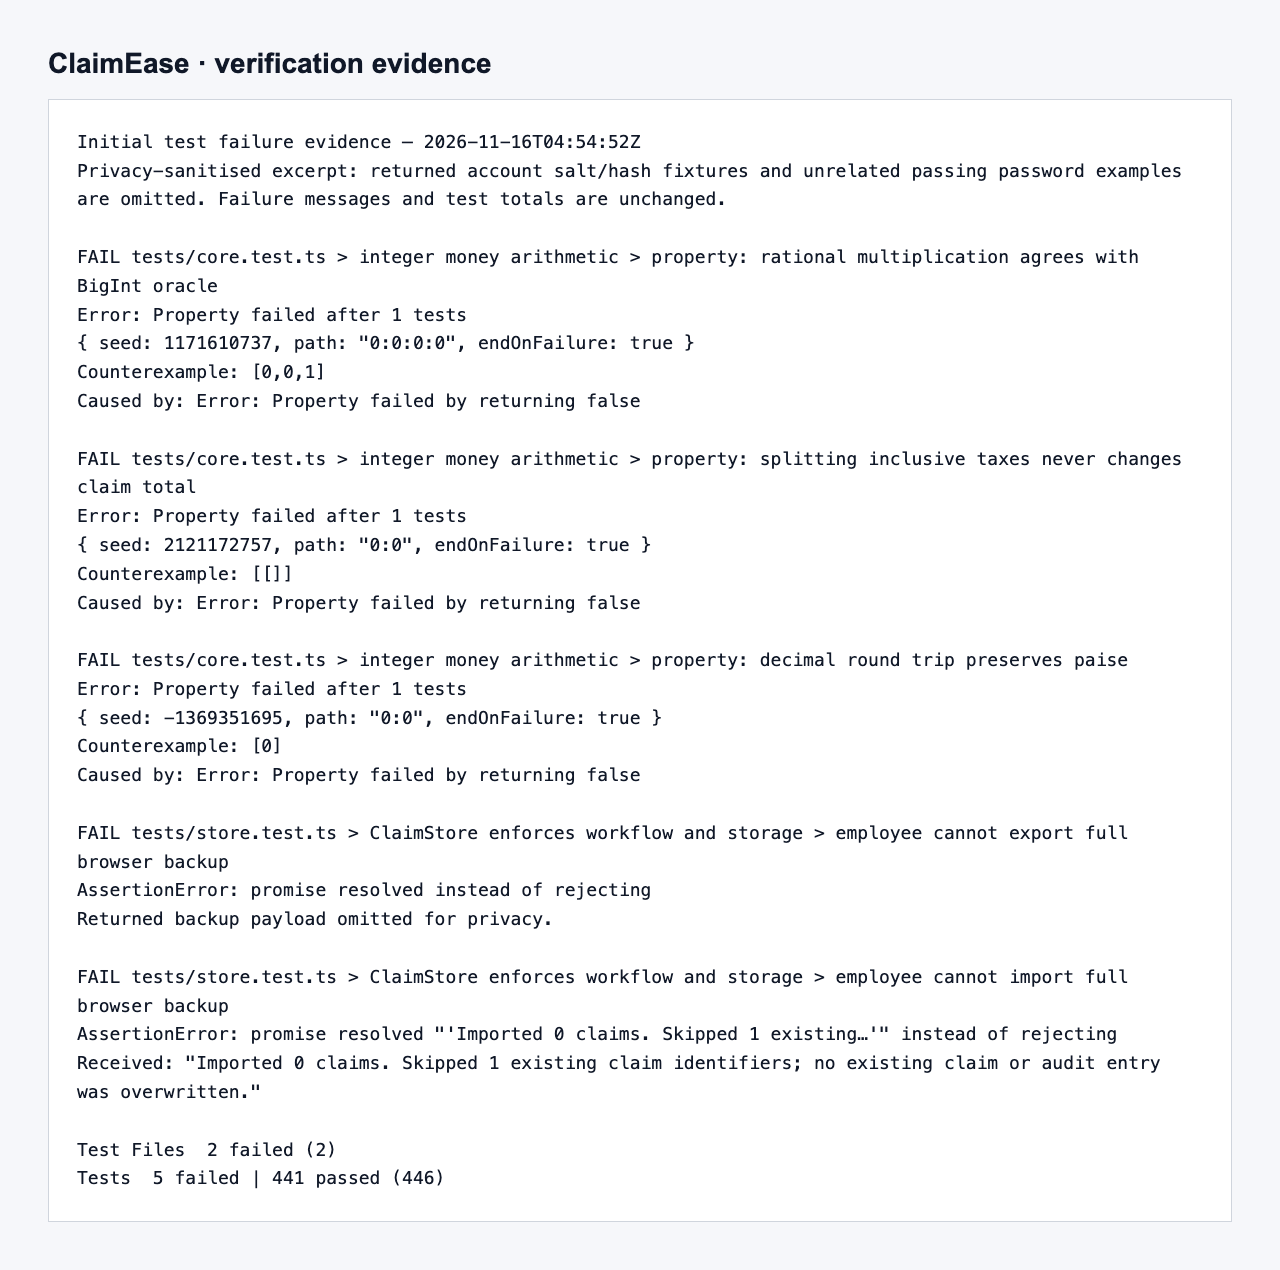 ClaimEase · verification evidence
Initial test failure evidence — 2026-11-16T04:54:52Z
Privacy-sanitised excerpt: returned account salt/hash fixtures and unrelated passing password examples
are omitted. Failure messages and test totals are unchanged.
FAIL tests/core.test.ts > integer money arithmetic > property: rational multiplication agrees with
BigInt oracle
Error: Property failed after 1 tests
{ seed: 1171610737, path: "0:0:0:0", endOnFailure: true }
Counterexample: [0,0,1]
Caused by: Error: Property failed by returning false
FAIL tests/core.test.ts > integer money arithmetic > property: splitting inclusive taxes never changes
claim total
Error: Property failed after 1 tests
{ seed: 2121172757, path: "0:0", endOnFailure: true }
Counterexample: [[]]
Caused by: Error: Property failed by returning false
FAIL tests/core.test.ts > integer money arithmetic > property: decimal round trip preserves paise
Error: Property failed after 1 tests
{ seed: -1369351695, path: "0:0", endOnFailure: true }
Counterexample: [0]
Caused by: Error: Property failed by returning false
FAIL tests/store.test.ts > ClaimStore enforces workflow and storage > employee cannot export full
browser backup
AssertionError: promise resolved instead of rejecting
Returned backup payload omitted for privacy.
FAIL tests/store.test.ts > ClaimStore enforces workflow and storage > employee cannot import full
browser backup
AssertionError: promise resolved "'Imported 0 claims. Skipped 1 existing…'" instead of rejecting
Received: "Imported 0 claims. Skipped 1 existing claim identifiers; no existing claim or audit entry
was overwritten."
Test Files  2 failed (2)
Tests  5 failed | 441 passed (446)